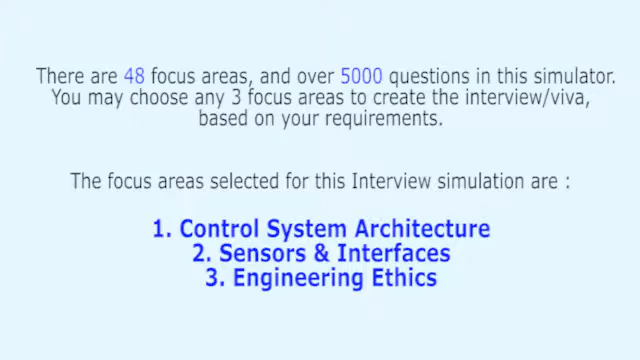 There are 48 focus areas, and over 5000 questions in this simulator.
You may choose any 3 focus areas to create the interview/viva,
based on your requirements.
The focus areas selected for this Interview simulation are :
1. Control System Architecture
2. Sensors & Interfaces
3. Engineering Ethics